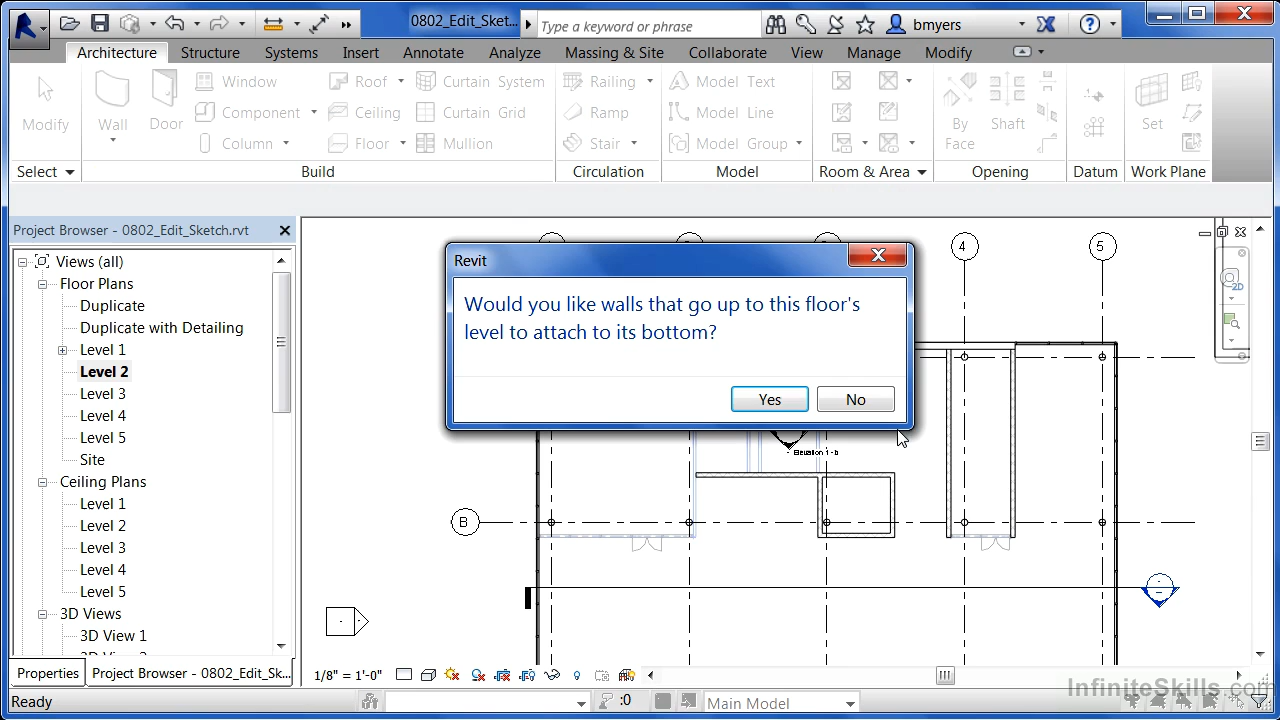 0802_Edit_Sket...
Type a keyword or phrase
bmyers
Architecture
Structure
Systems
Insert
Annotate
Analyze
Massing & Site
Collaborate
View
Manage
Modify
Modify
Wall
Door
Window
Component
Column
Roof
Ceiling
Floor
Curtain System
Curtain Grid
Mullion
Railing
Ramp
Stair
Model Text
Model Line
Model Group
By
Face
Shaft
Set
Select
Build
Circulation
Model
Room & Area
Opening
Datum
Work Plane
Project Browser - 0802_Edit_Sketch.rvt
Views (all)
Floor Plans
Duplicate
Duplicate with Detailing
Level 1
Level 2
Level 3
Level 4
Level 5
Site
Ceiling Plans
Level 1
Level 2
Level 3
Level 4
Level 5
3D Views
3D View 1
Properties
Project Browser - 0802_Edit_Sk...
4
5
2D
Revit
Would you like walls that go up to this floor's
level to attach to its bottom?
Yes
No
Elevation 1 - b
B
1/8" = 1'-0"
Ready
:0
Main Model
InfiniteSkills.com